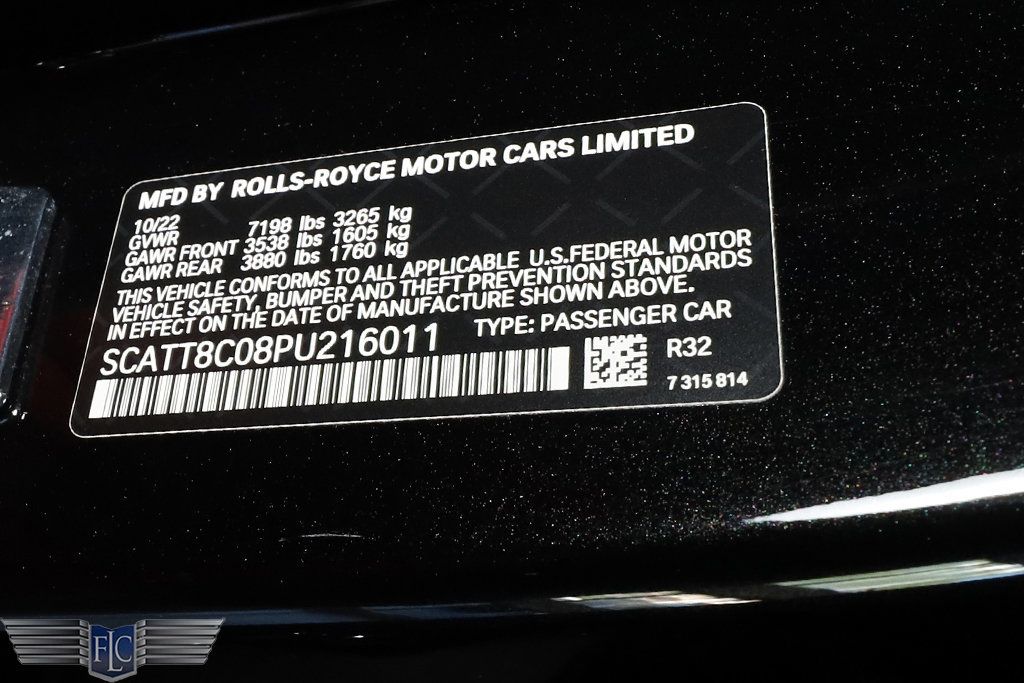 MFD BY ROLLS-ROYCE MOTOR CARS LIMITED
10/22
GVWR 7198 lbs 3265 kg
GAWR FRONT 3538 lbs 1605 kg
GAWR REAR 3880 lbs 1760 kg
THIS VEHICLE CONFORMS TO ALL APPLICABLE U.S.FEDERAL MOTOR
VEHICLE SAFETY, BUMPER AND THEFT PREVENTION STANDARDS
IN EFFECT ON THE DATE OF MANUFACTURE SHOWN ABOVE.
SCATT8C08PU216011 TYPE: PASSENGER CAR
R32
7 315 814
FLC